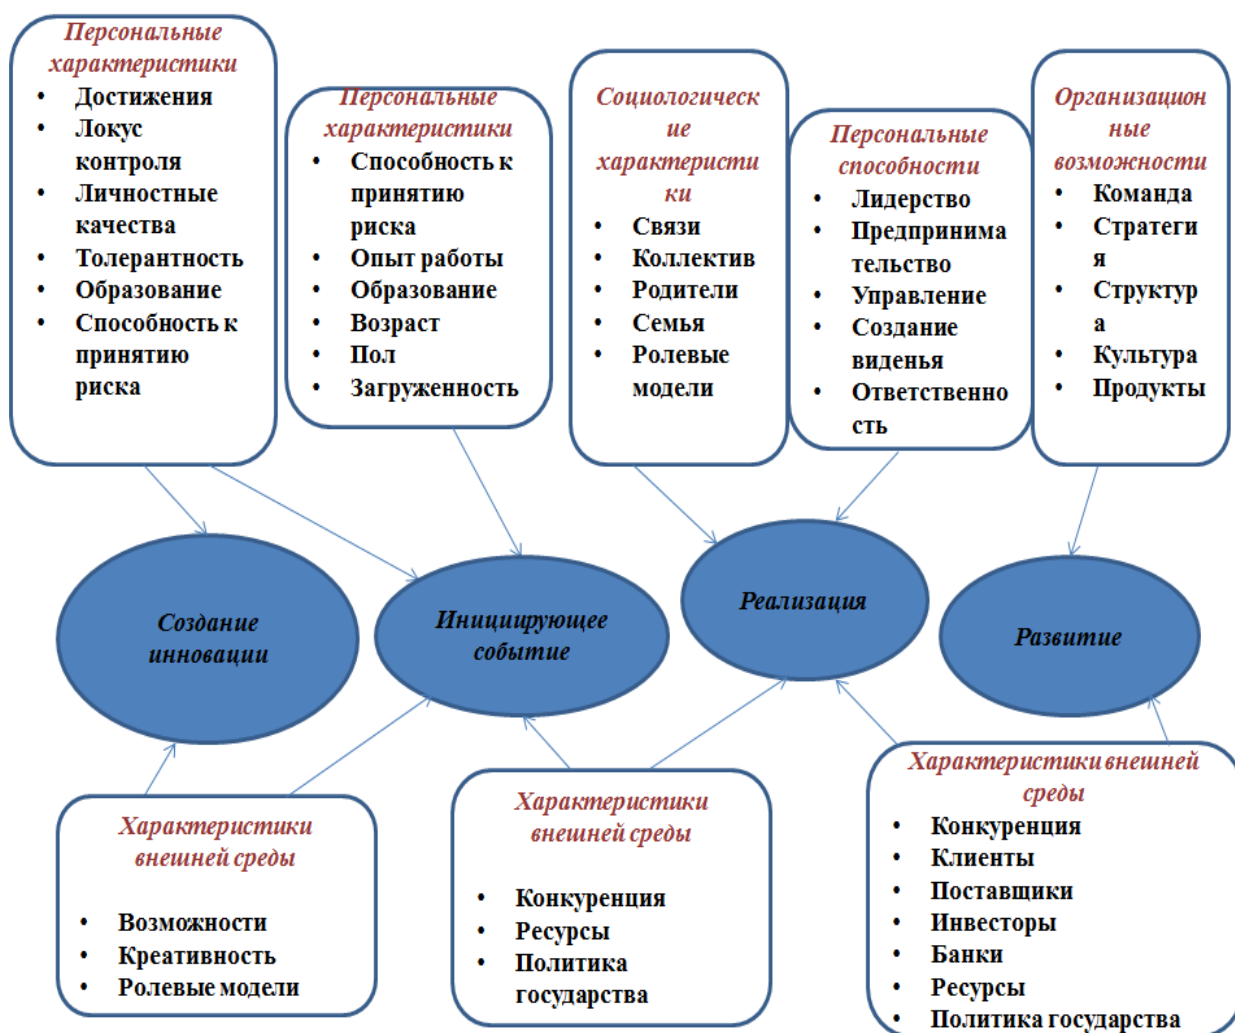 Персональные
характеристики
• Достижения
• Локус
контроля
• Личностные
качества
• Толерантность
• Образование
• Способность к
принятию
риска
Персональные
характеристики
• Способность к
принятию
риска
• Опыт работы
• Образование
• Возраст
• Пол
• Загруженность
Социологическ
ие
характеристи
ки
• Связи
• Коллектив
• Родители
• Семья
• Ролевые
модели
Персональные
способности
• Лидерство
• Предпринима
тельство
• Управление
• Создание
виденья
• Ответственно
сть
Организацион
ные
возможности
• Команда
• Стратеги
я
• Структур
а
• Культура
• Продукты
Создание
инновации
Инициирующее
событие
Реализация
Развитие
Характеристики
внешней среды
• Возможности
• Креативность
• Ролевые модели
Характеристики
внешней среды
• Конкуренция
• Ресурсы
• Политика
государства
Характеристики внешней
среды
• Конкуренция
• Клиенты
• Поставщики
• Инвесторы
• Банки
• Ресурсы
• Политика государства